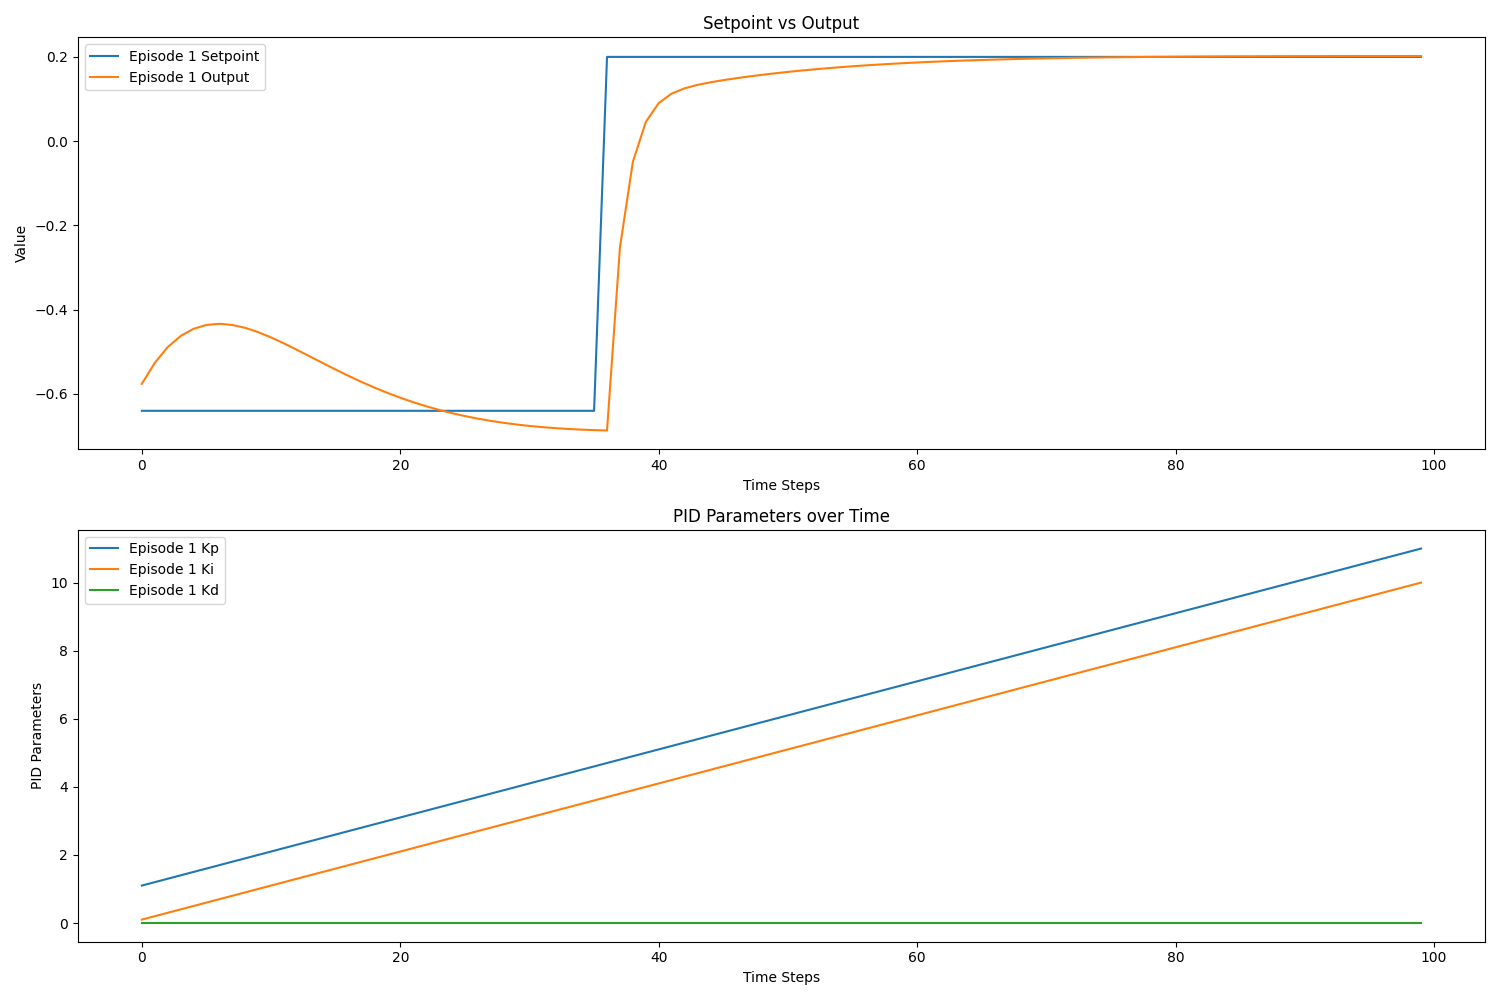 Setpoint vs Output
Episode 1 Setpoint
Episode 1 Output
Value
0.2
0.0
−0.2
−0.4
−0.6
0 20 40 60 80 100
Time Steps
PID Parameters over Time
Episode 1 Kp
Episode 1 Ki
Episode 1 Kd
PID Parameters
10
8
6
4
2
0
0 20 40 60 80 100
Time Steps